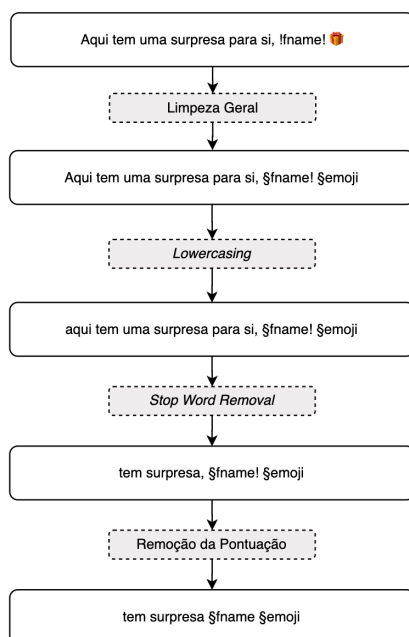 Aqui tem uma surpresa para si, !fname! 🎁
Limpeza Geral
Aqui tem uma surpresa para si, §fname! §emoji
Lowercasing
aqui tem uma surpresa para si, §fname! §emoji
Stop Word Removal
tem surpresa, §fname! §emoji
Remoção da Pontuação
tem surpresa §fname §emoji